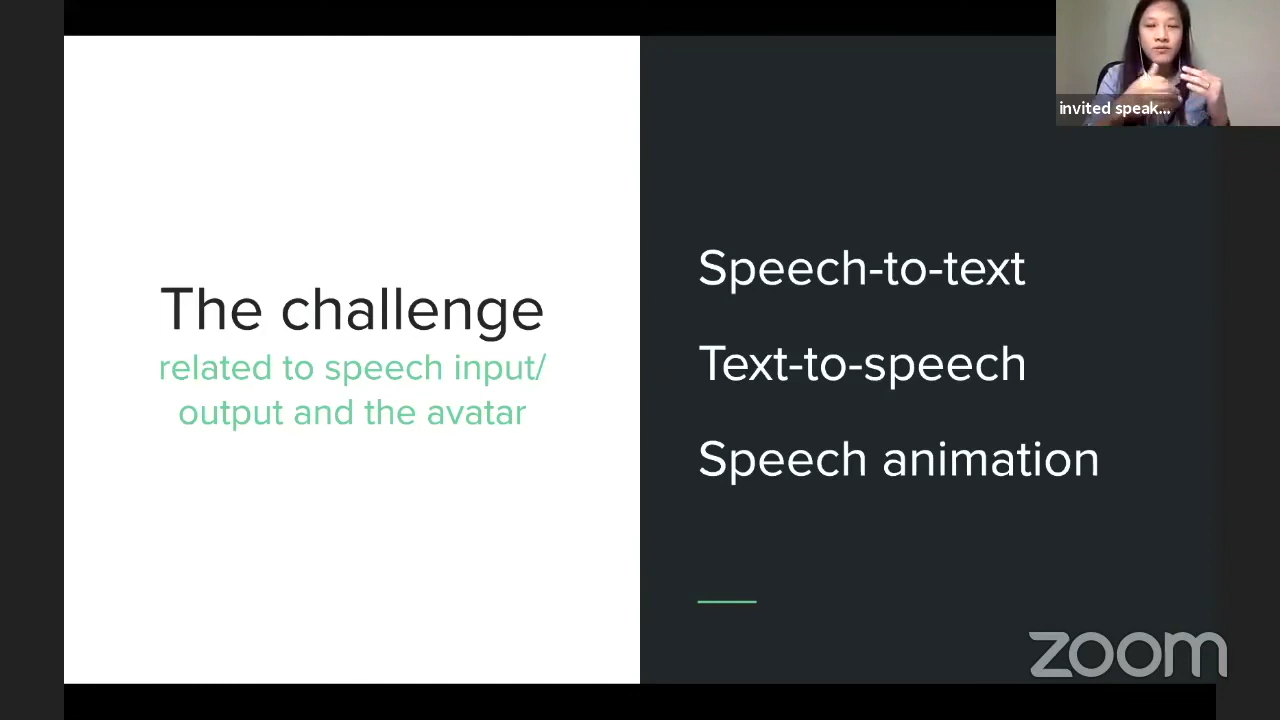 The challenge
related to speech input/
output and the avatar
Speech-to-text
Text-to-speech
Speech animation
invited speak...
zoom